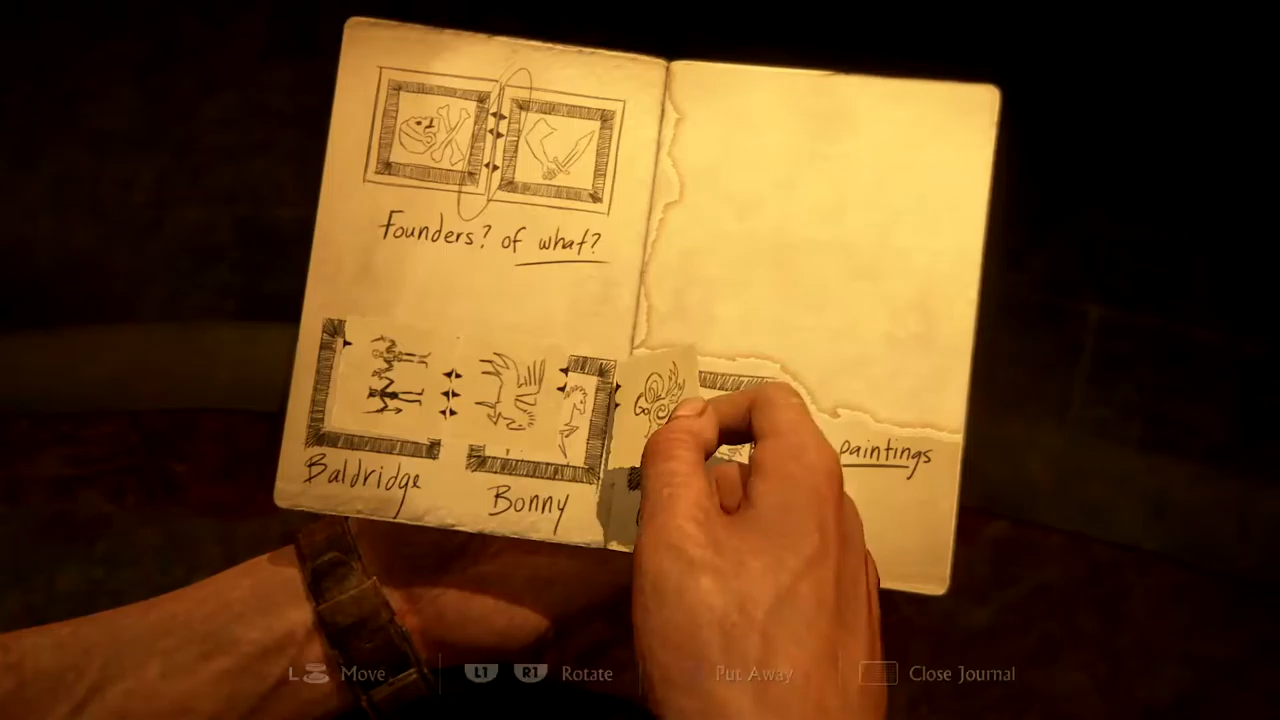 Founders? of what?
paintings
Baldridge
Bonny
L Move L1 R1 Rotate Put Away Close Journal